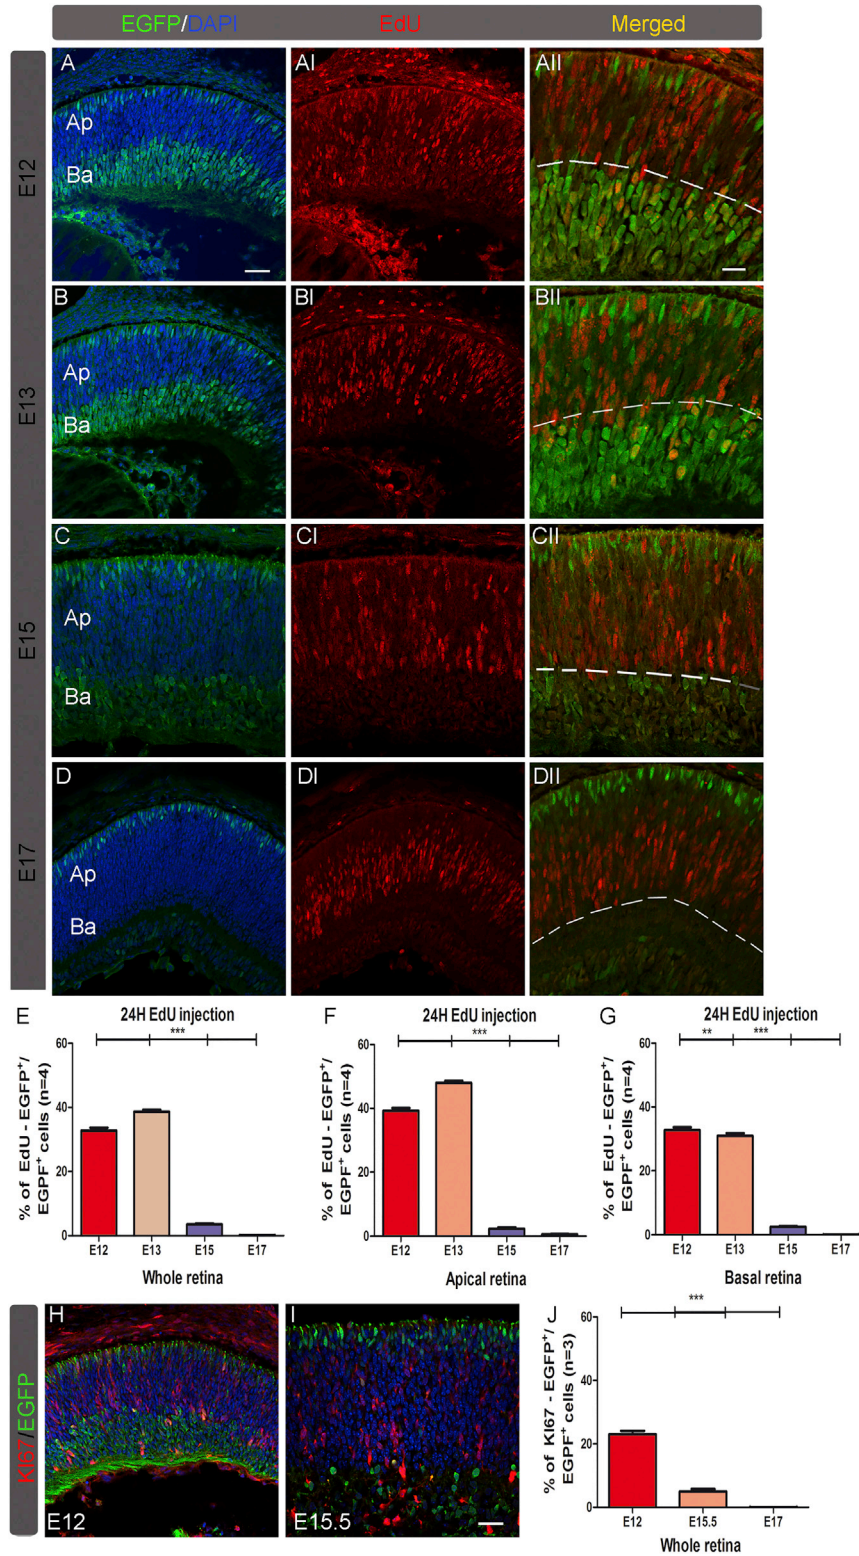 EGFP/DAPI EdU Merged
E12
A AI AII
Ap
Ba
E13
B BI BII
Ap
Ba
E15
C CI CII
Ap
Ba
E17
D DI DII
Ap
Ba
E F G
24H EdU injection 24H EdU injection 24H EdU injection
*** *** ** ***
% of EdU - EGFP+/
EGPF+ cells (n=4)
60
40
20
0
E12 E13 E15 E17
Whole retina
% of EdU - EGFP+/
EGPF+ cells (n=4)
60
40
20
0
E12 E13 E15 E17
Apical retina
% of EdU - EGFP+/
EGPF+ cells (n=4)
60
40
20
0
E12 E13 E15 E17
Basal retina
KI67/EGFP
H I J
E12 E15.5
% of KI67 - EGFP+/
EGPF+ cells (n=3)
***
60
40
20
0
E12 E15.5 E17
Whole retina